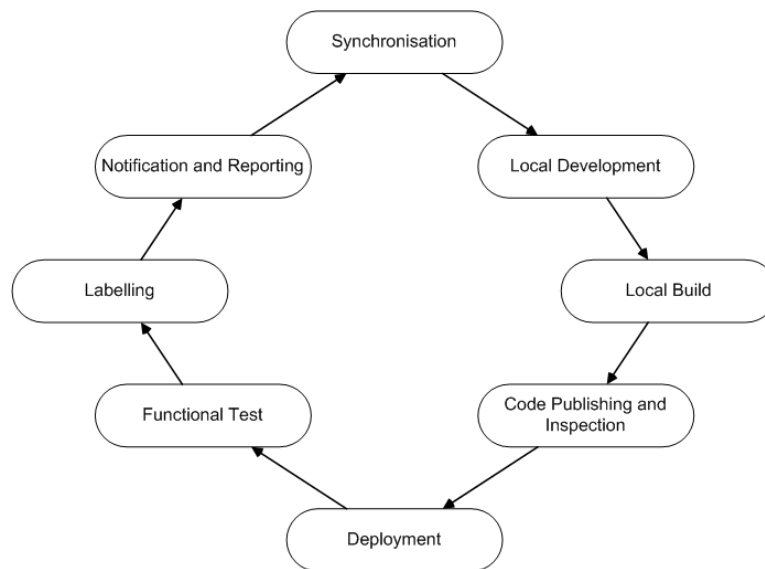 Synchronisation
Notification and Reporting
Local Development
Labelling
Local Build
Functional Test
Code Publishing and
Inspection
Deployment